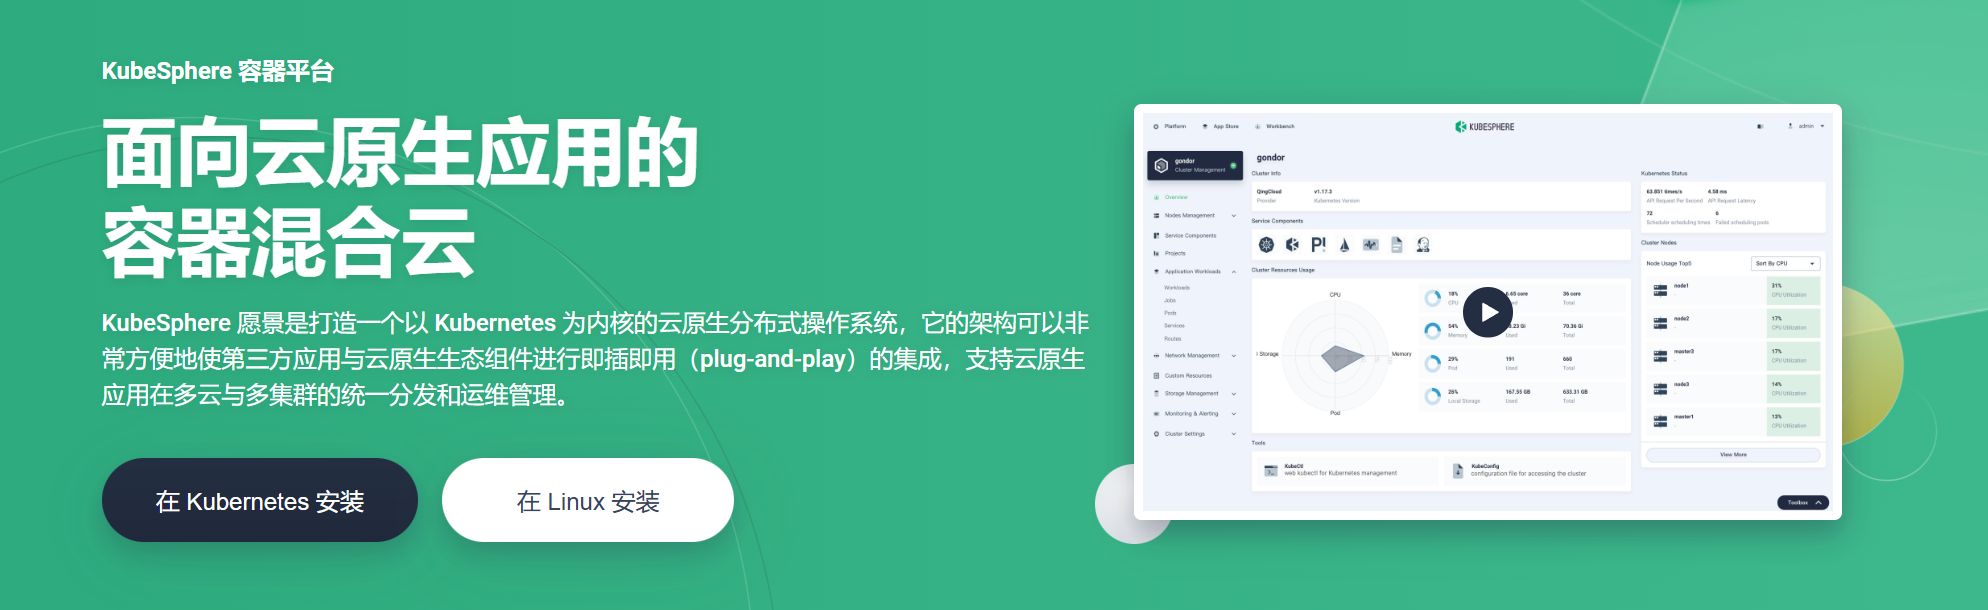 KubeSphere 容器平台
面向云原生应用的
容器混合云
KubeSphere 愿景是打造一个以 Kubernetes 为内核的云原生分布式操作系统，它的架构可以非
常方便地使第三方应用与云原生生态组件进行即插即用（plug-and-play）的集成，支持云原生
应用在多云与多集群的统一分发和运维管理。
在 Kubernetes 安装
在 Linux 安装
Platform
App Store
Workbench
KUBESPHERE
admin
gondor
Cluster Management
Overview
Nodes Management
Service Components
Projects
Application Workloads
Workloads
Jobs
Pods
Services
Routes
Network Management
Custom Resources
Storage Management
Monitoring & Alerting
Cluster Settings
gondor
Cluster Info
QingCloud
Provider
v1.17.3
Kubernetes Version
Service Components
Cluster Resources Usage
CPU
Memory
Pod
Storage
18%
CPU
6.65 core
36 core
Total
54%
Memory
Used
70.36 Gi
Total
29%
Pod
191
Used
660
Total
26%
Local Storage
167.55 GB
Used
633.31 GB
Total
Tools
KubeCtl
web kubectl for Kubernetes management
KubeConfig
configuration file for accessing the cluster
Kubernetes Status
63.851 times/s
API Request Per Second
4.58 ms
API Request Latency
72
Scheduler scheduling times
6
Failed scheduling pods
Cluster Nodes
Node Usage Top5
Sort By CPU
node1
31%
CPU Utilization
node2
17%
CPU Utilization
master3
17%
CPU Utilization
node3
14%
CPU Utilization
master1
13%
CPU Utilization
View More
Toolbox